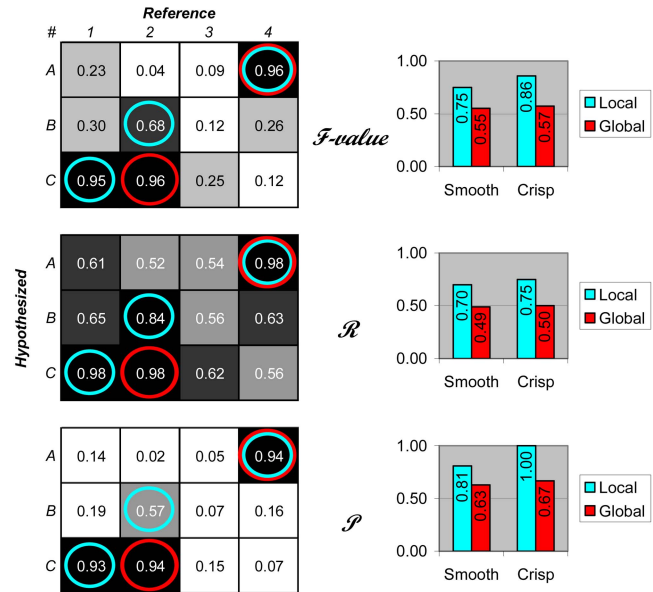 Reference
# 1 2 3 4
A 0.23 0.04 0.09 0.96
B 0.30 0.68 0.12 0.26
C 0.95 0.96 0.25 0.12
F-value
1.00
0.50
0.00
0.75 0.55 0.86 0.57
Smooth Crisp
Local
Global
Hypothesized
A 0.61 0.52 0.54 0.98
B 0.65 0.84 0.56 0.63
C 0.98 0.98 0.62 0.56
R
1.00
0.50
0.00
0.70 0.49 0.75 0.50
Smooth Crisp
Local
Global
A 0.14 0.02 0.05 0.94
B 0.19 0.57 0.07 0.16
C 0.93 0.94 0.15 0.07
P
1.00
0.50
0.00
0.81 0.63 1.00 0.67
Smooth Crisp
Local
Global